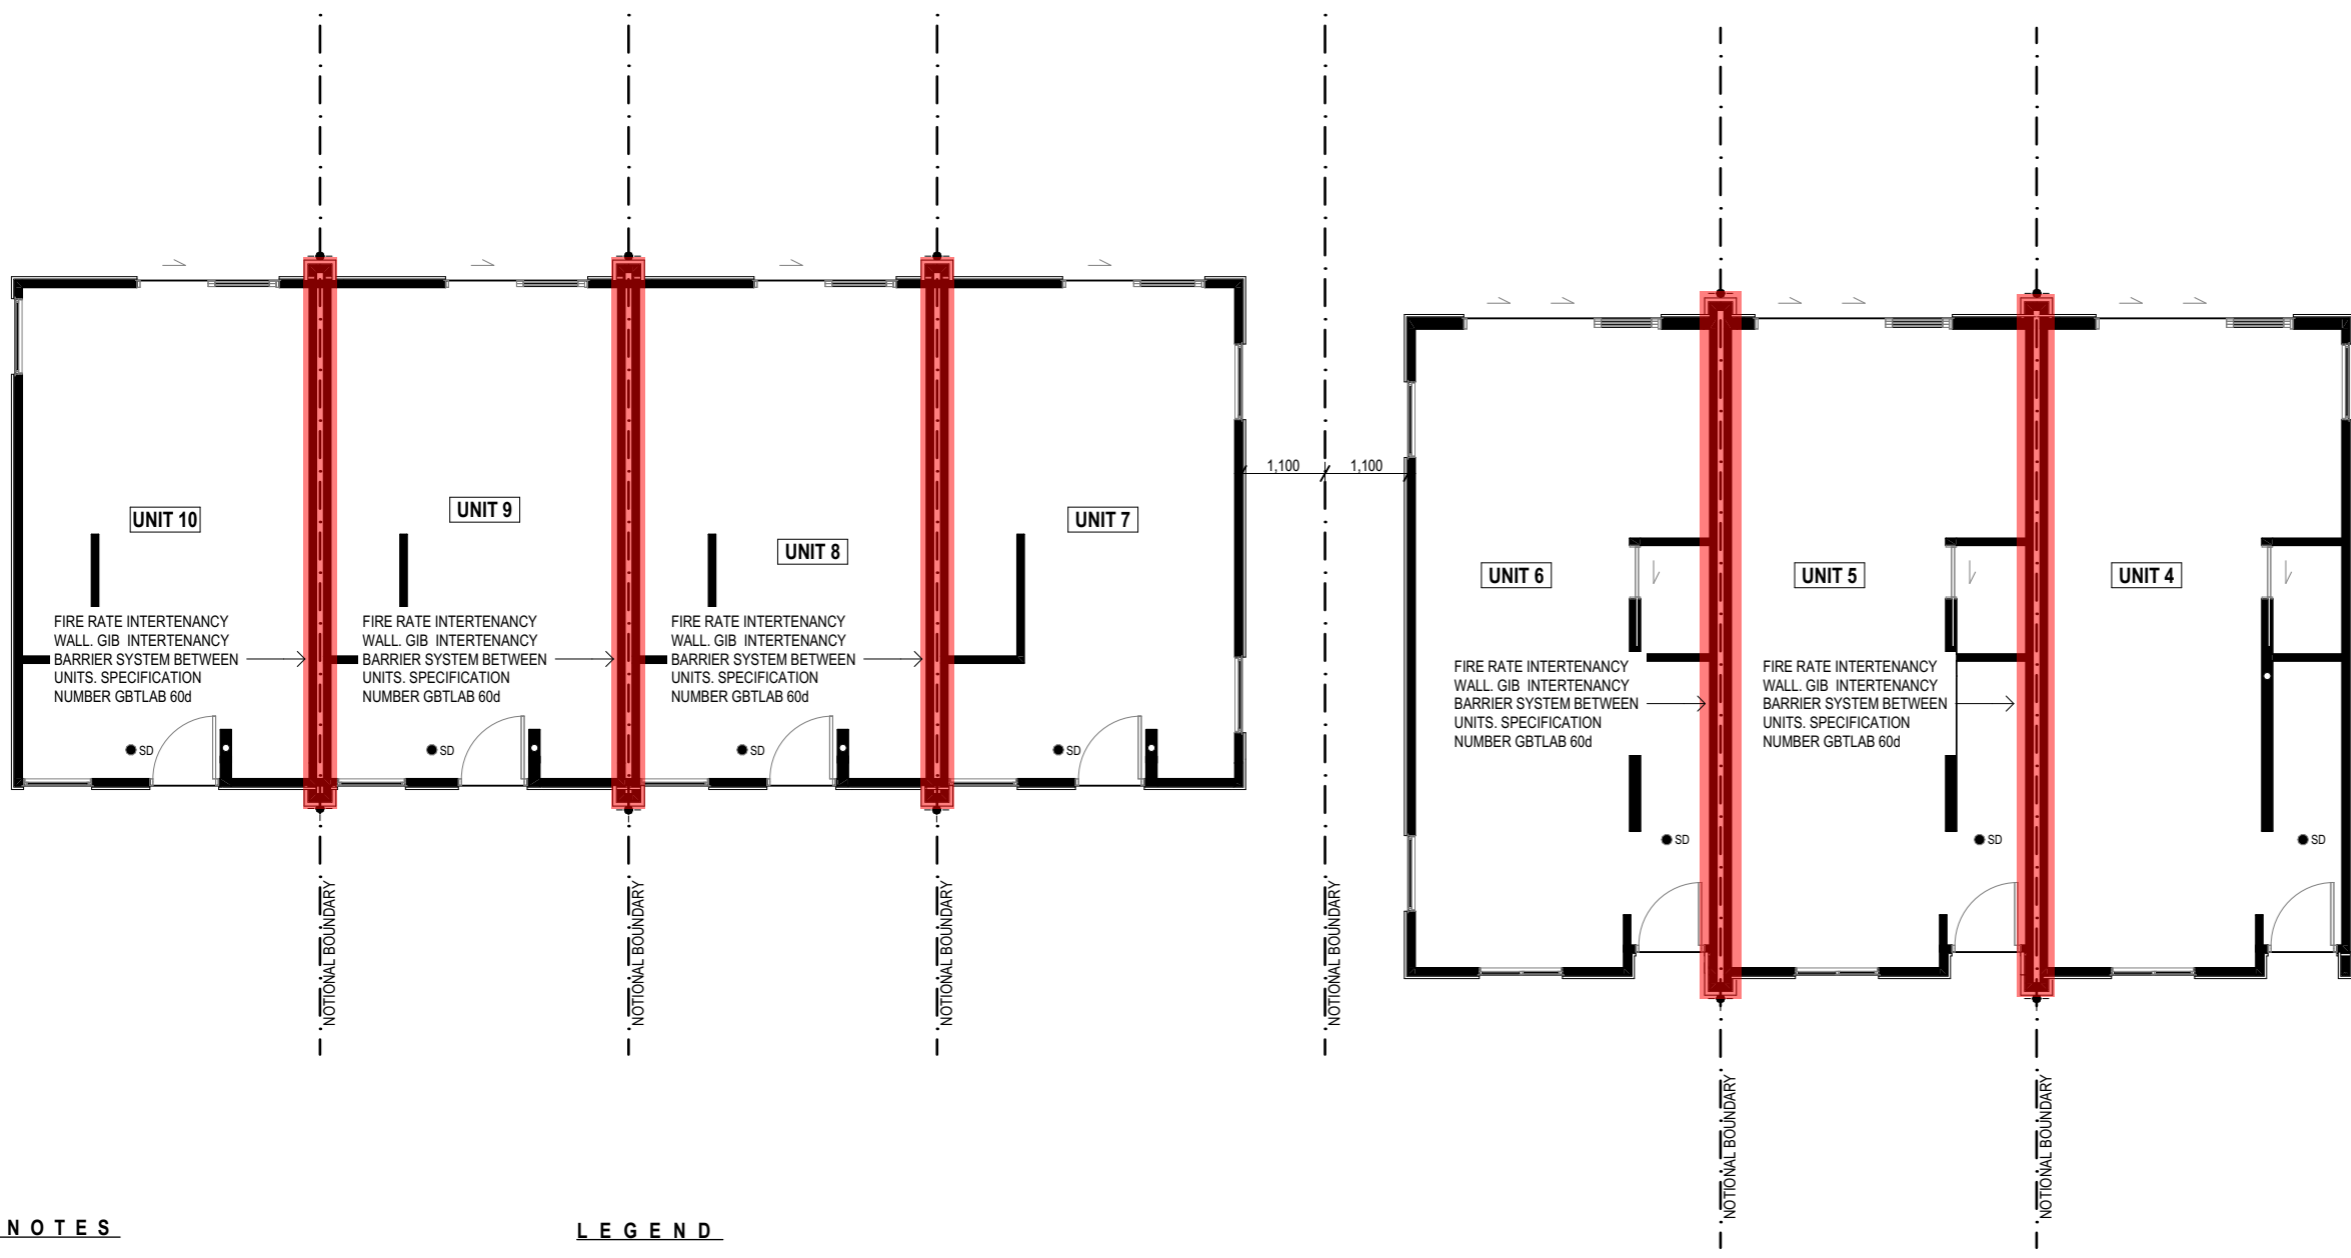 1,100
1,100
UNIT 10
UNIT 9
UNIT 8
UNIT 7
UNIT 6
UNIT 5
UNIT 4
FIRE RATE INTERTENANCY
WALL. GIB INTERTENANCY
BARRIER SYSTEM BETWEEN
UNITS. SPECIFICATION
NUMBER GBTLAB 60d
FIRE RATE INTERTENANCY
WALL. GIB INTERTENANCY
BARRIER SYSTEM BETWEEN
UNITS. SPECIFICATION
NUMBER GBTLAB 60d
FIRE RATE INTERTENANCY
WALL. GIB INTERTENANCY
BARRIER SYSTEM BETWEEN
UNITS. SPECIFICATION
NUMBER GBTLAB 60d
FIRE RATE INTERTENANCY
WALL. GIB INTERTENANCY
BARRIER SYSTEM BETWEEN
UNITS. SPECIFICATION
NUMBER GBTLAB 60d
FIRE RATE INTERTENANCY
WALL. GIB INTERTENANCY
BARRIER SYSTEM BETWEEN
UNITS. SPECIFICATION
NUMBER GBTLAB 60d
SD
SD
SD
SD
SD
SD
SD
NOTIONAL BOUNDARY
NOTIONAL BOUNDARY
NOTIONAL BOUNDARY
NOTIONAL BOUNDARY
NOTIONAL BOUNDARY
NOTIONAL BOUNDARY
NOTES
LEGEND